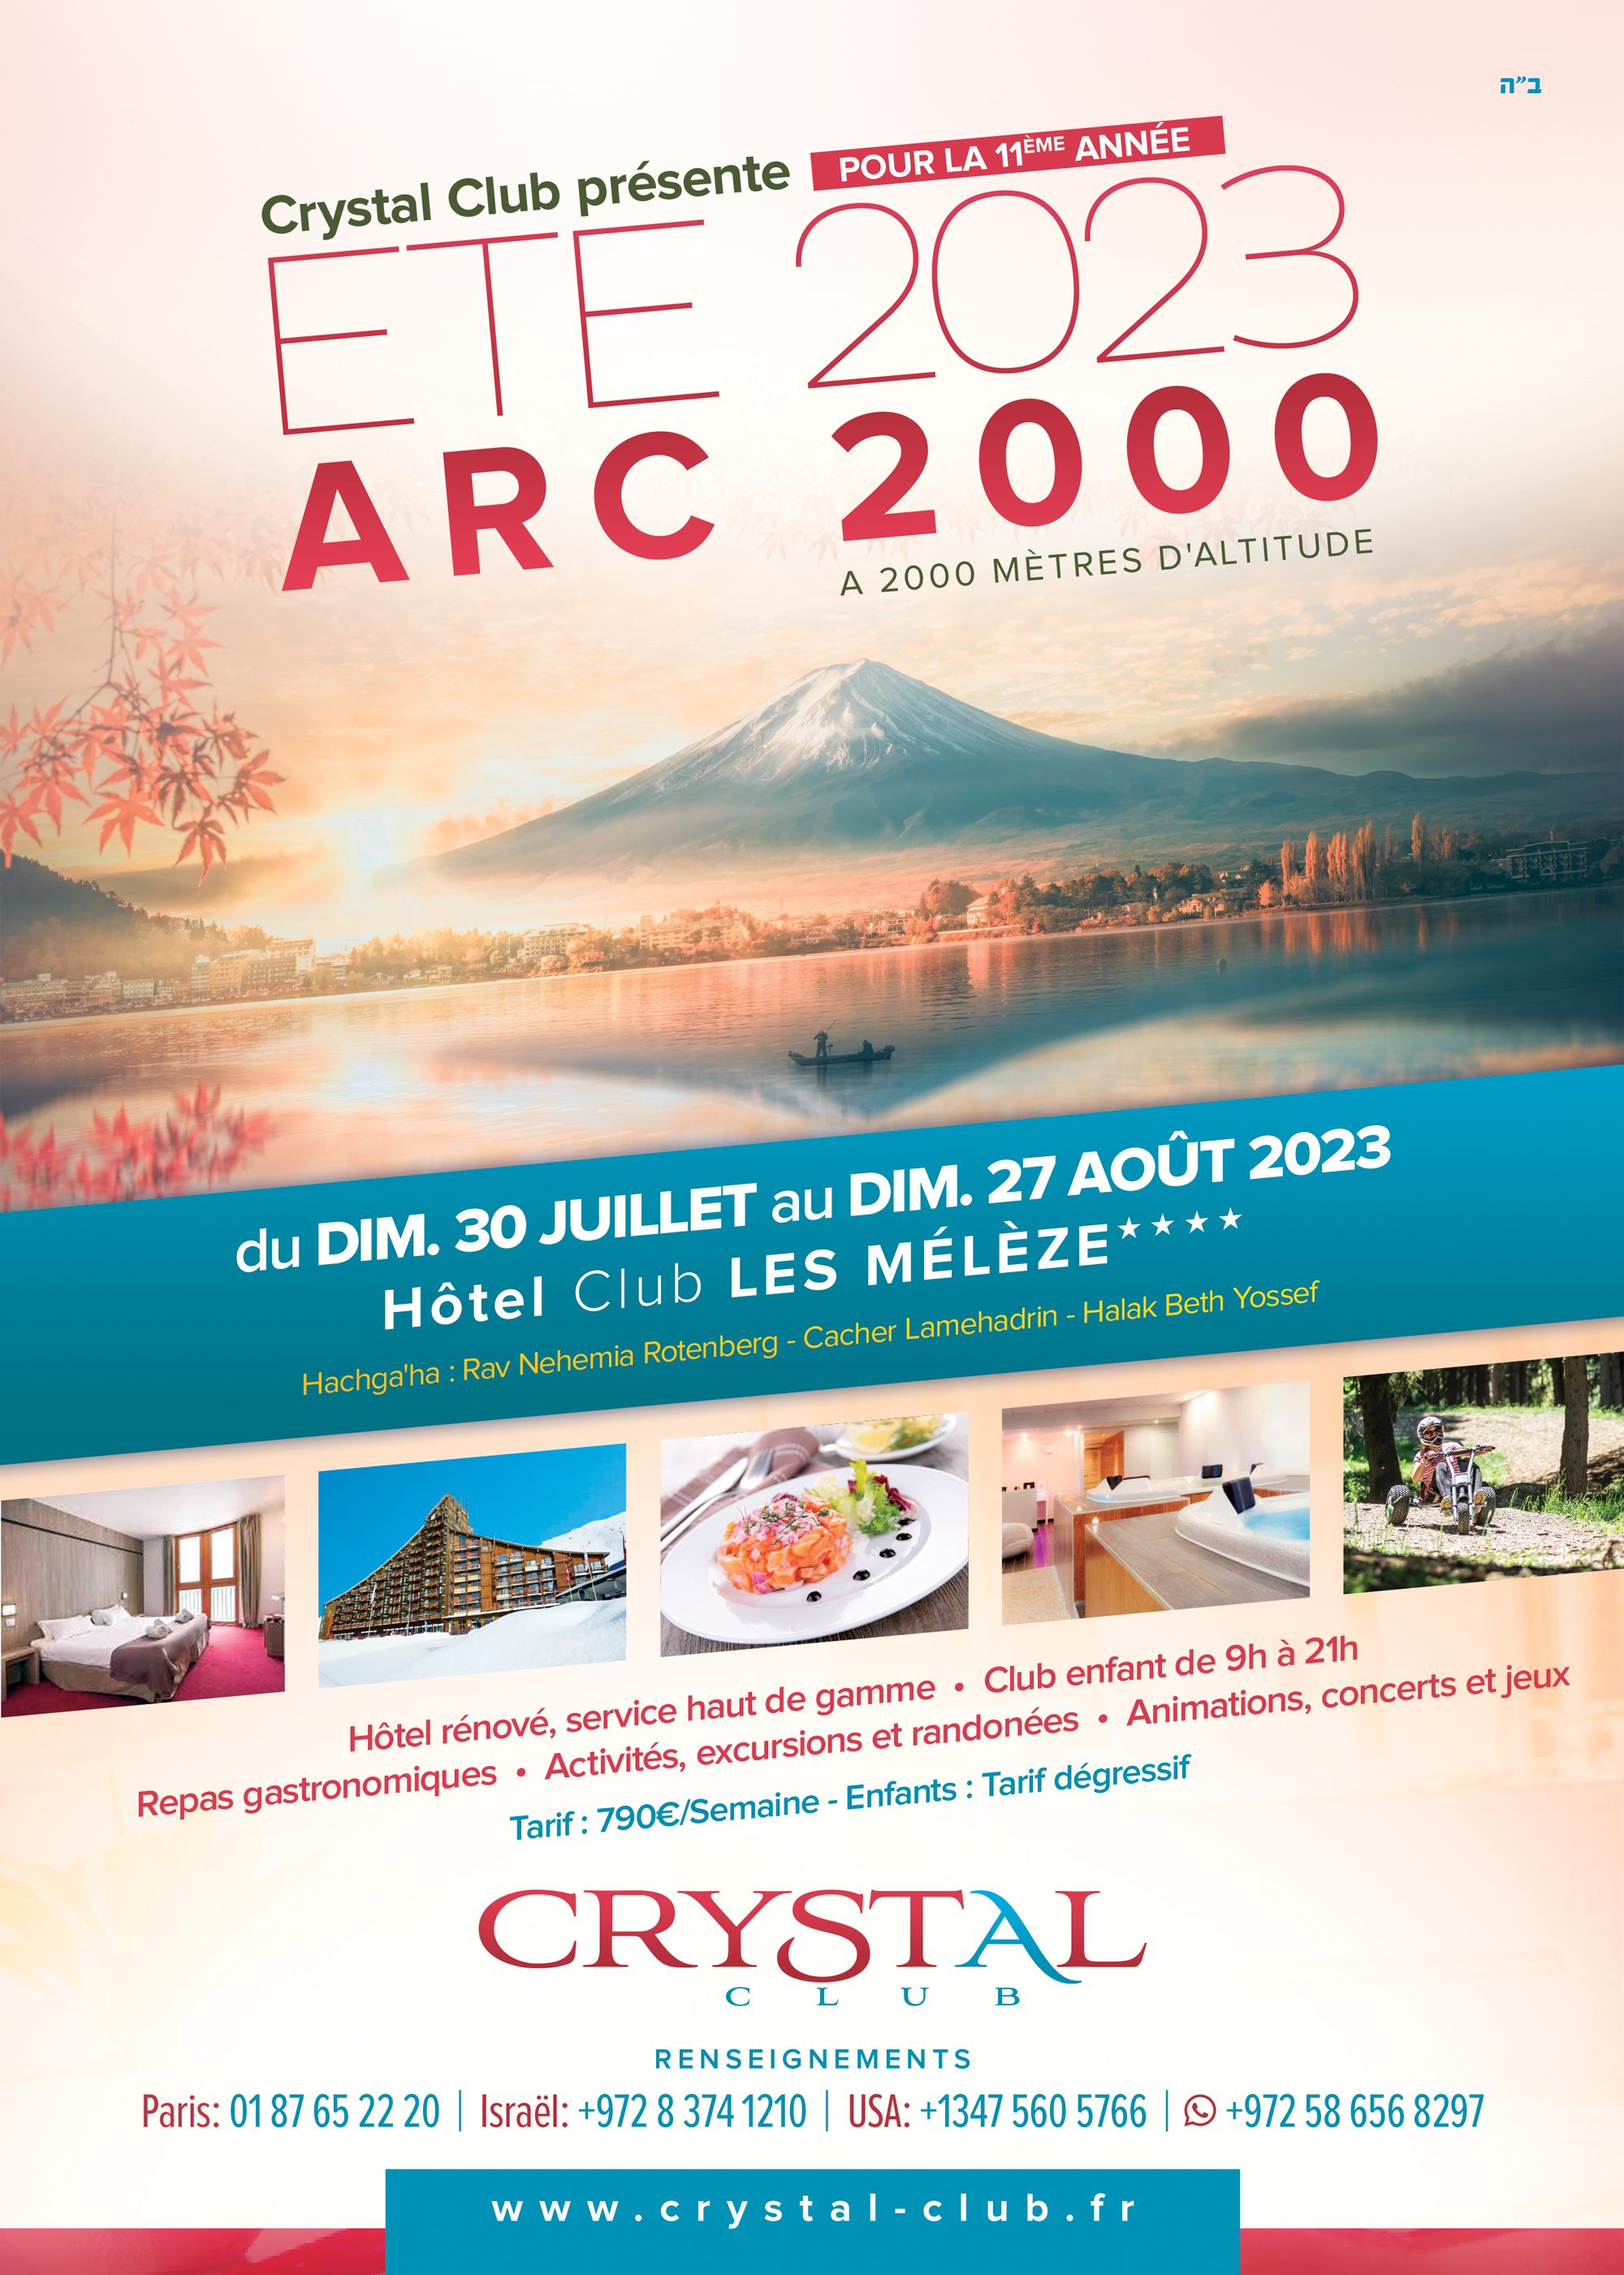 ב״ה
Crystal Club présente
POUR LA 11ÈME ANNÉE
ETE 2023
ARC 2000
A 2000 MÈTRES D'ALTITUDE
du DIM. 30 JUILLET au DIM. 27 AOÛT 2023
Hôtel Club LES MÉLÈZE★★★★
Hachga'ha : Rav Nehemia Rotenberg - Cacher Lamehadrin - Halak Beth Yossef
Hôtel rénové, service haut de gamme • Club enfant de 9h à 21h
Repas gastronomiques • Activités, excursions et randonées • Animations, concerts et jeux
Tarif : 790€/Semaine - Enfants : Tarif dégressif
CRYSTAL
CLUB
RENSEIGNEMENTS
Paris: 01 87 65 22 20 | Israël: +972 8 374 1210 | USA: +1347 560 5766 | +972 58 656 8297
www.crystal-club.fr